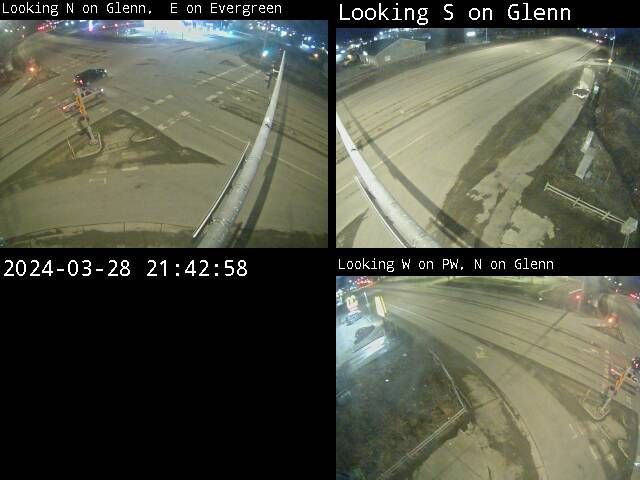 Looking N on Glenn,  E on Evergreen
Looking S on Glenn
2024-03-28 21:42:58
Looking W on PW, N on Glenn